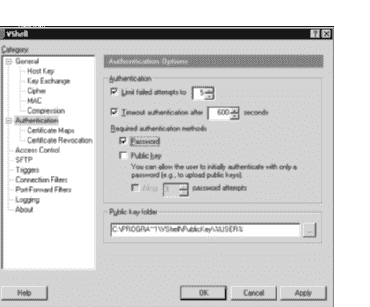 VShell
Category:
General
Host Key
Key Exchange
Cipher
MAC
Compression
Authentication
Certificate Maps
Certificate Revocation
Access Control
SFTP
Triggers
Connection Filters
Port-Forward Filters
Logging
About
Authentication Options
Authentication
Limit failed attempts to 5
Timeout authentication after 600 seconds
Required authentication methods
Password
Public key
You can allow the user to initially authenticate with only a
password (e.g., to upload public keys).
Allow password attempts
Public key folder
C:\PROGRA~1\VShell\PublicKey\%USER%
...
Help
OK
Cancel
Apply